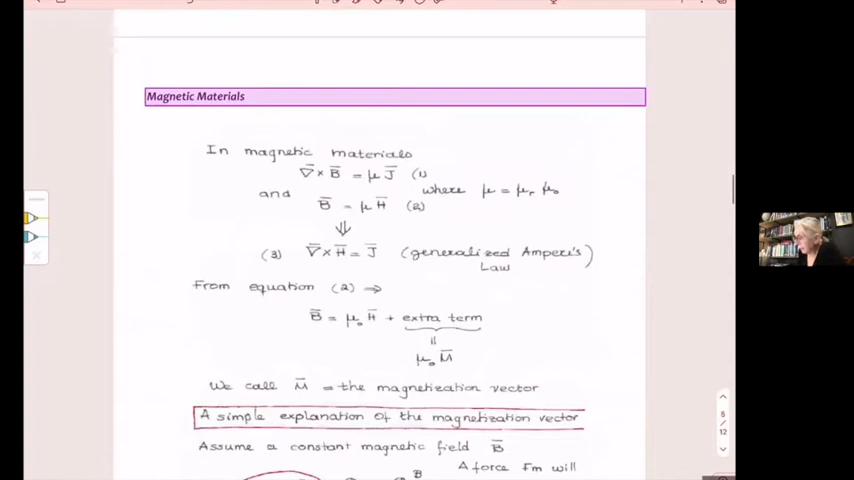 Magnetic Materials
In magnetic materials
∇̄ × B̄ = μ J̄ (1)
and where μ = μr μ₀
B̄ = μ H̄ (2)
⇓
(3) ∇̄ × H̄ = J̄ (generalized Ampere's Law)
From equation (2) ⇒
B̄ = μ₀ H̄ + extra term
=
μ₀ M̄
We call M̄ = the magnetization vector
A simple explanation of the magnetization vector
Assume a constant magnetic field B̄
B
A force Fm will
5
/
12